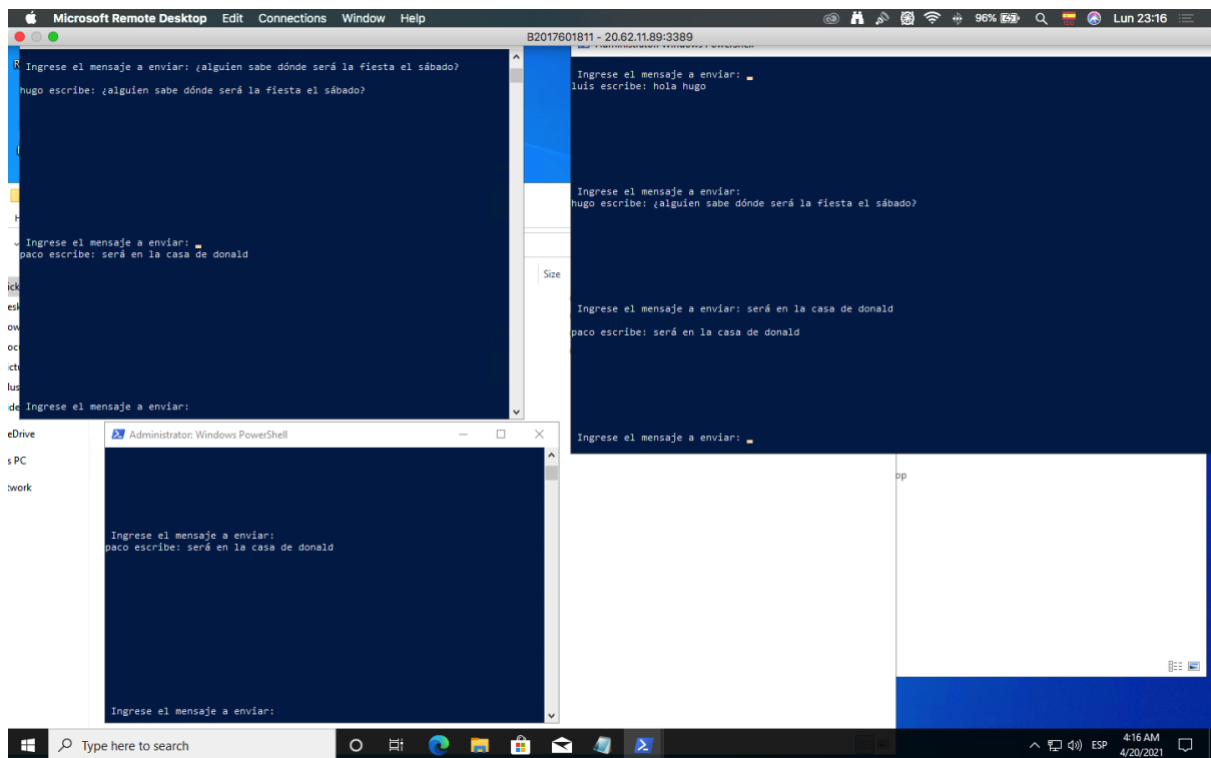 Microsoft Remote Desktop Edit Connections Window Help 96% Lun 23:16
B2017601811 - 20.62.11.89:3389
Ingrese el mensaje a enviar: ¿alguien sabe dónde será la fiesta el sábado?
hugo escribe: ¿alguien sabe dónde será la fiesta el sábado?
Ingrese el mensaje a enviar:
paco escribe: será en la casa de donald
Ingrese el mensaje a enviar:
Administrator: Windows PowerShell
Ingrese el mensaje a enviar:
luis escribe: hola hugo
Ingrese el mensaje a enviar:
hugo escribe: ¿alguien sabe dónde será la fiesta el sábado?
Ingrese el mensaje a enviar: será en la casa de donald
paco escribe: será en la casa de donald
Ingrese el mensaje a enviar:
Size
eDrive
s PC
twork
op
Administrator: Windows PowerShell
Ingrese el mensaje a enviar:
paco escribe: será en la casa de donald
Ingrese el mensaje a enviar:
Type here to search
ESP
4:16 AM
4/20/2021